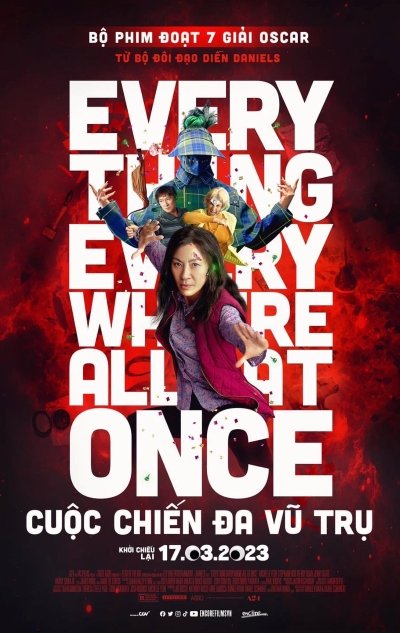 BỘ PHIM ĐOẠT 7 GIẢI OSCAR
TỪ BỘ ĐÔI ĐẠO DIỄN DANIELS
EVERY
THING
EVERY
WHERE
ALL AT
ONCE
CUỘC CHIẾN ĐA VŨ TRỤ
KHỞI CHIẾU
LẠI 17.03.2023
ENCOREFILMSVN